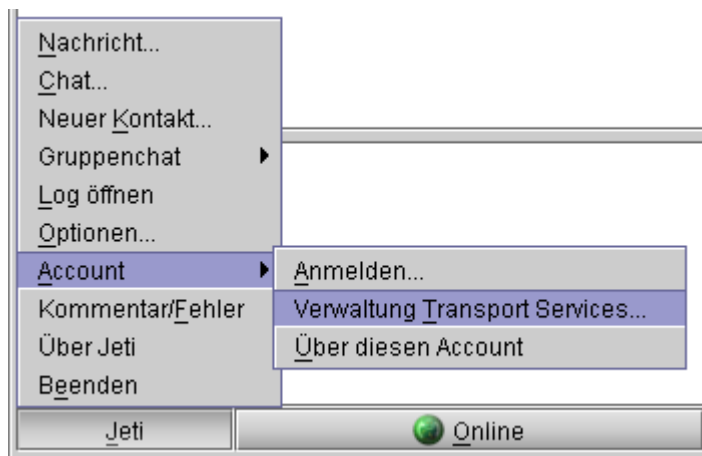 Nachricht...
Chat...
Neuer Kontakt...
Gruppenchat
Log öffnen
Optionen...
Account
Kommentar/Fehler
Über Jeti
Beenden
Anmelden...
Verwaltung Transport Services...
Über diesen Account
Jeti
Online